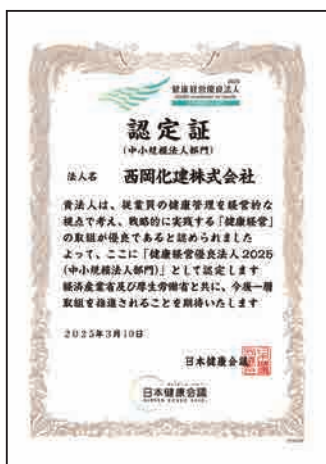 2025
健康経営優良法人
認定証
(中小規模法人部門)
法人名 西岡化建株式会社
貴法人は、従業員の健康管理を経営的な
視点で考え、戦略的に実践する「健康経営」
の取組が優良であると認められました
よって、ここに「健康経営優良法人2025
(中小規模法人部門)」として認定します
経済産業省及び厚生労働省と共に、今後一層
取組を推進されることを期待いたします
2025年3月10日
日本健康会議
日本健康会議